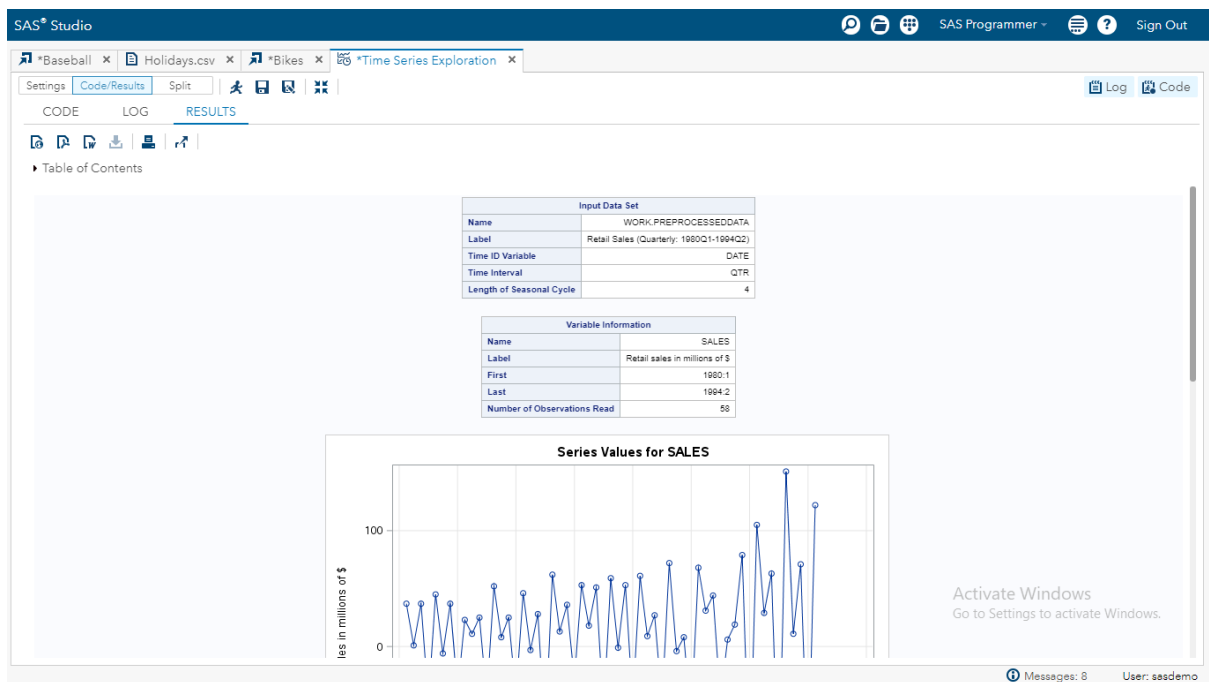 SAS® Studio
SAS Programmer
Sign Out
*Baseball
Holidays.csv
*Bikes
*Time Series Exploration
Settings
Code/Results
Split
Log
Code
CODE
LOG
RESULTS
Table of Contents
Input Data Set
Name WORK.PREPROCESSEDDATA
Label Retail Sales (Quarterly: 1980Q1-1994Q2)
Time ID Variable DATE
Time Interval QTR
Length of Seasonal Cycle 4
Variable Information
Name SALES
Label Retail sales in millions of $
First 1980:1
Last 1994:2
Number of Observations Read 58
Series Values for SALES
100
0
les in millions of $
Activate Windows
Go to Settings to activate Windows.
Messages: 8
User: sasdemo